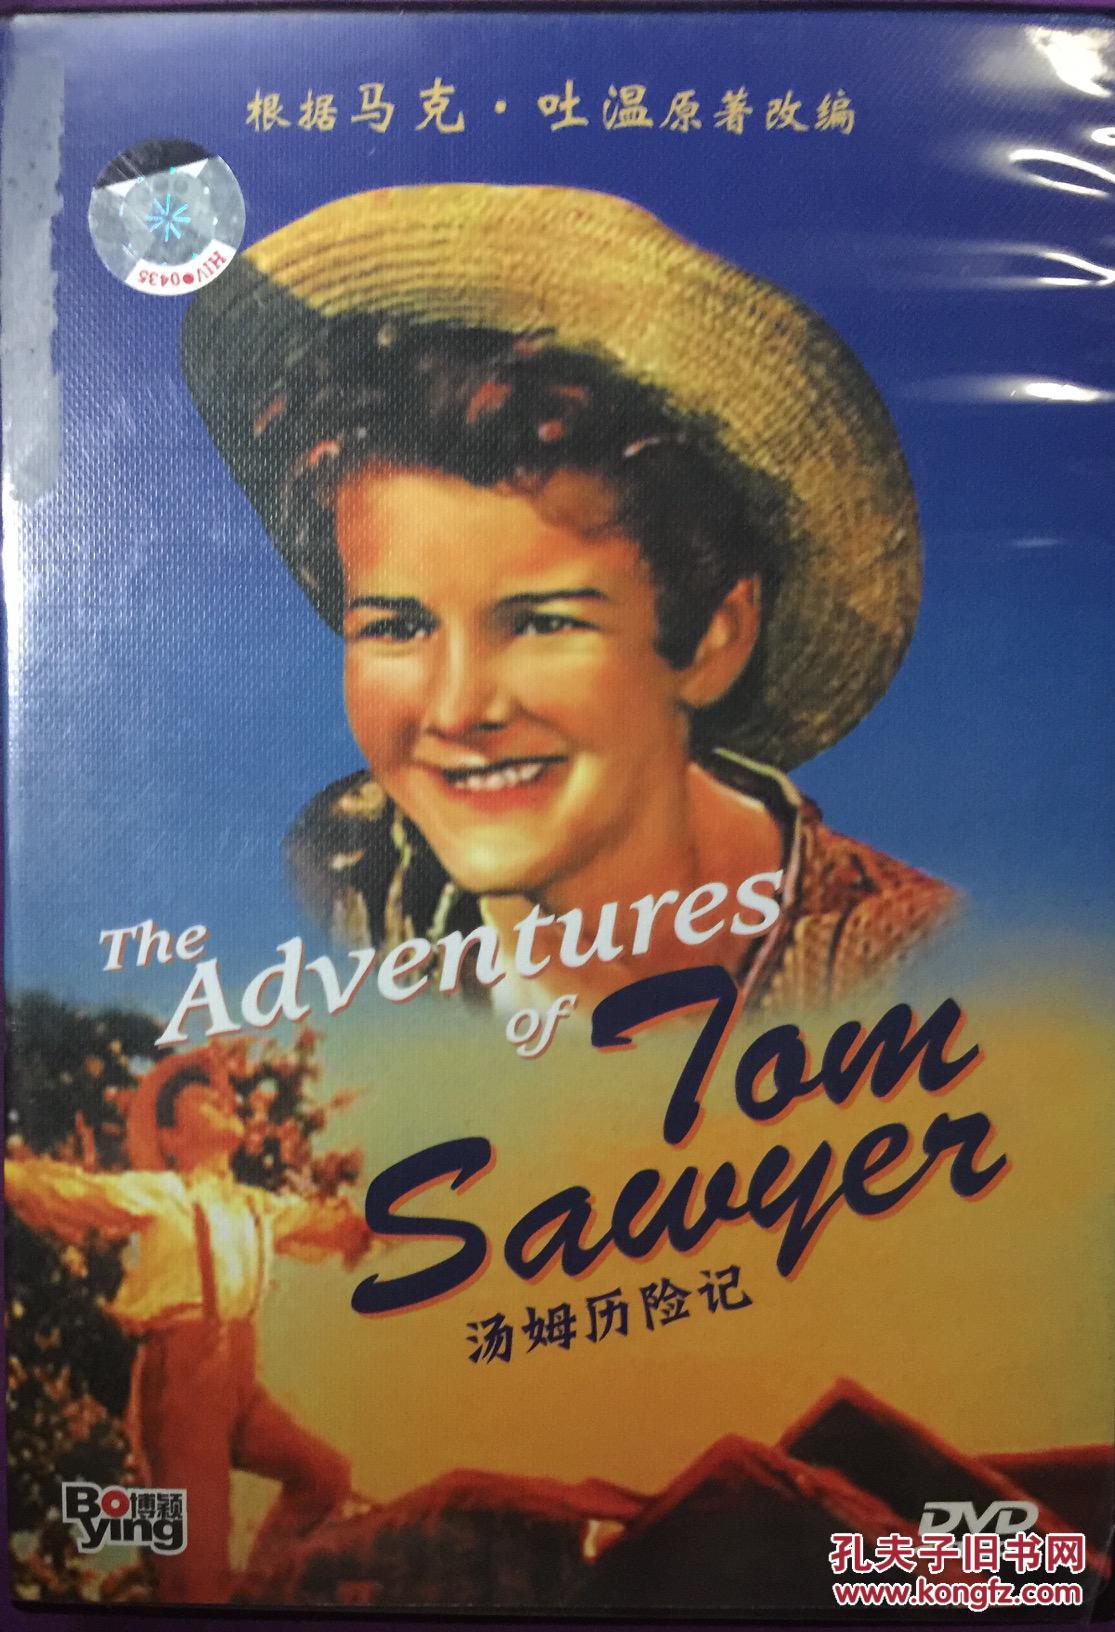 根据马克·吐温原著改编
HIV●0435
The
Adventures
of
Tom
Sawyer
汤姆历险记
Bo博颖
ying
DVD
孔夫子旧书网
www.kongfz.com